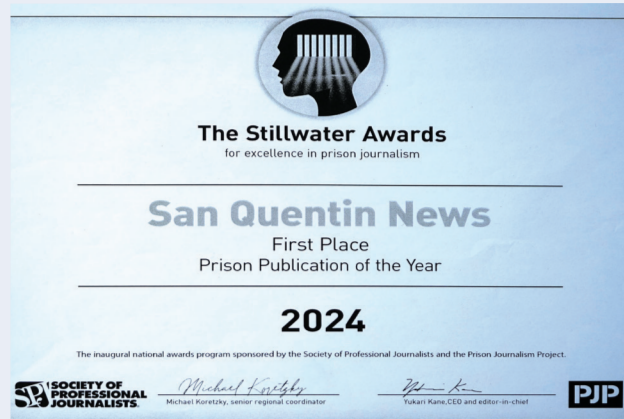 The Stillwater Awards
for excellence in prison journalism
San Quentin News
First Place
Prison Publication of the Year
2024
The inaugural national awards program sponsored by the Society of Professional Journalists and the Prison Journalism Project.
SPJ
SOCIETY OF
PROFESSIONAL
JOURNALISTS.
Michael Koretzky
Michael Koretzky, senior regional coordinator
Yukari Kane,CEO and editor-in-chief
PJP